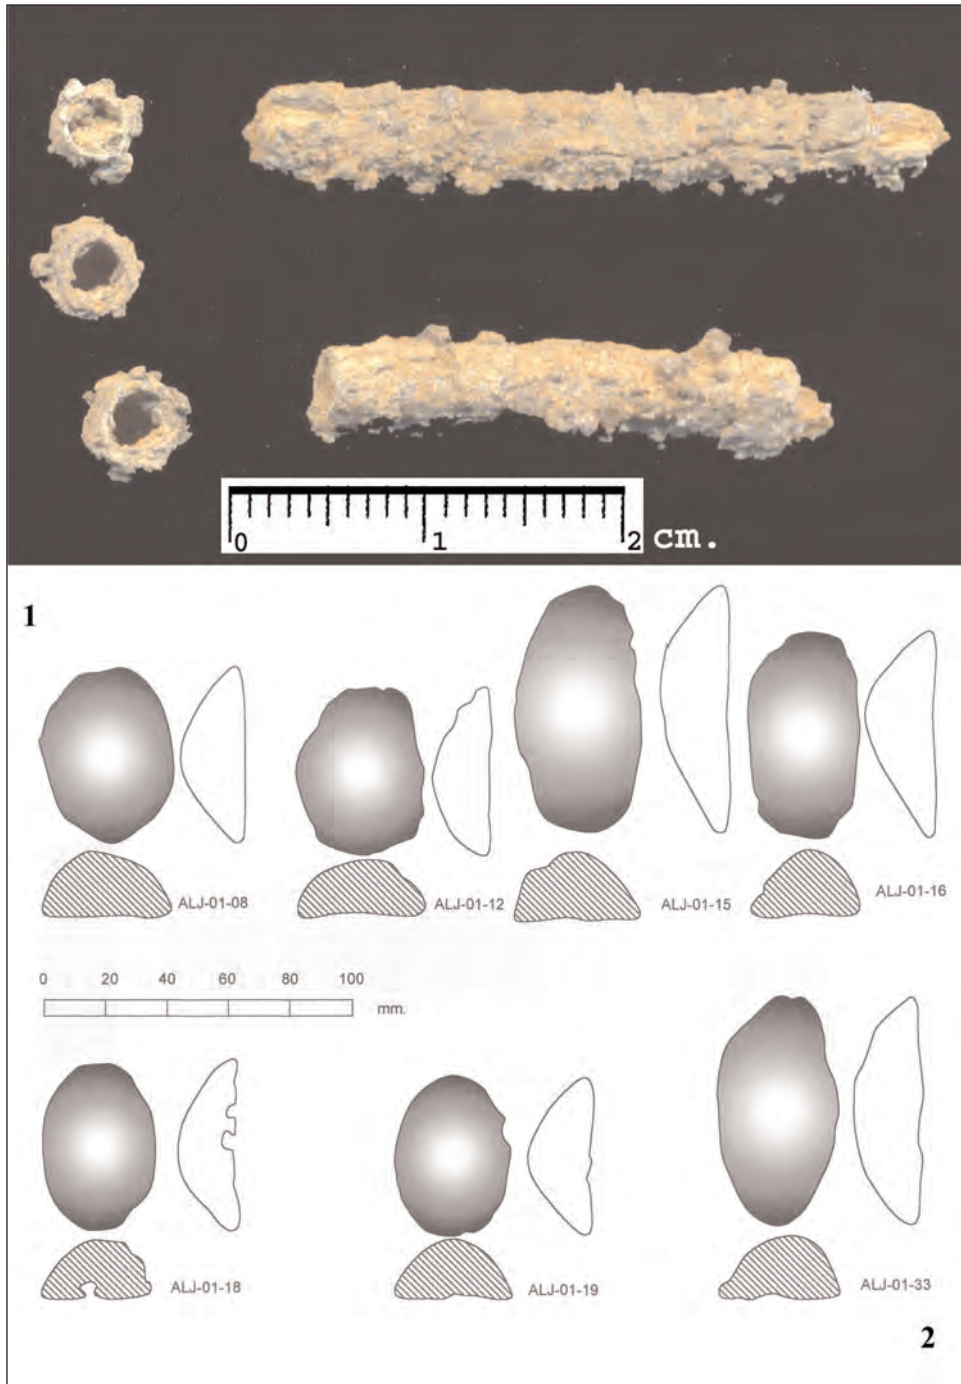 0 1 2 cm.
1
ALJ-01-08 ALJ-01-12 ALJ-01-15 ALJ-01-16
0 20 40 60 80 100
mm.
ALJ-01-18 ALJ-01-19 ALJ-01-33
2